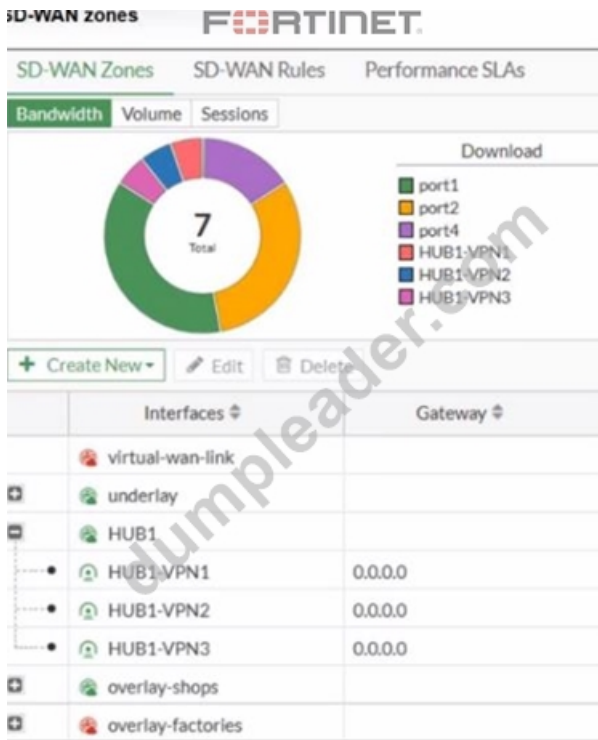 SD-WAN zones
FORTINET
SD-WAN Zones SD-WAN Rules Performance SLAs
Bandwidth Volume Sessions
Download
7
Total
port1
port2
port4
HUB1-VPN1
HUB1-VPN2
HUB1-VPN3
+ Create New Edit Delete
Interfaces Gateway
virtual-wan-link
underlay
HUB1
HUB1-VPN1 0.0.0.0
HUB1-VPN2 0.0.0.0
HUB1-VPN3 0.0.0.0
overlay-shops
overlay-factories
dumpleader.com